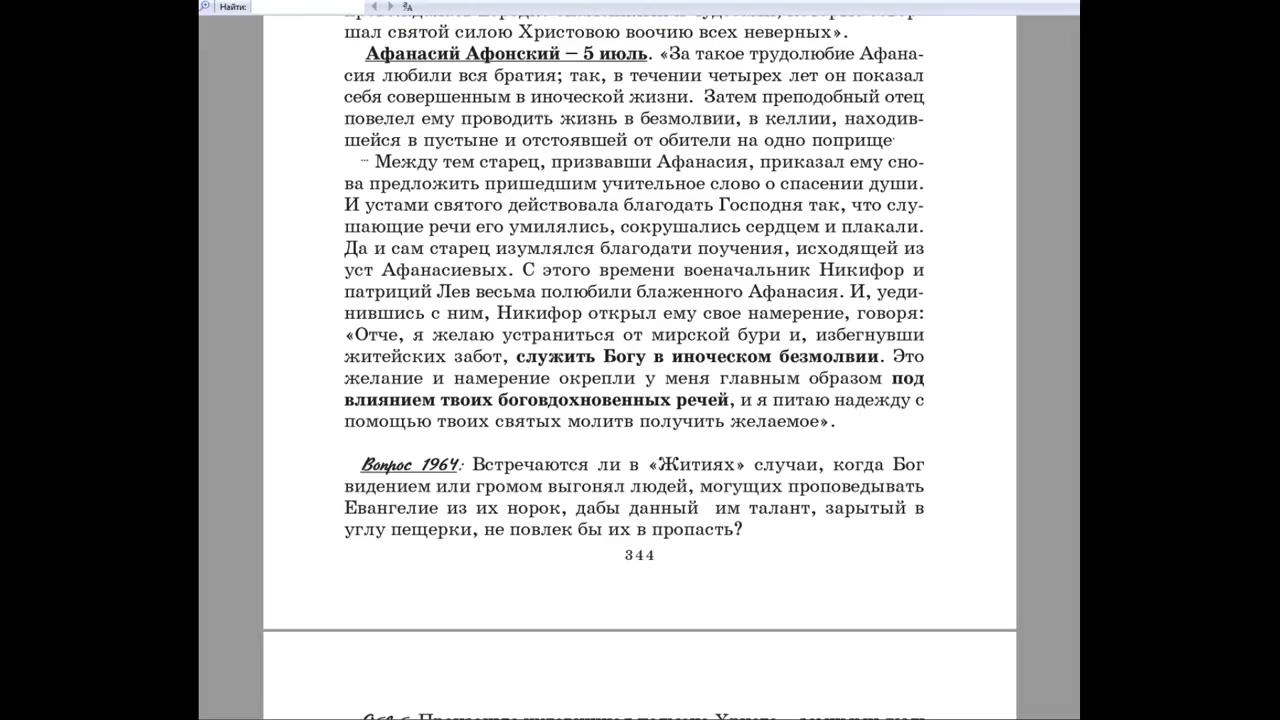 Найти:
шал святой силою Христовою воочию всех неверных».
Афанасий Афонский – 5 июль. «За такое трудолюбие Афана-
сия любили вся братия; так, в течении четырех лет он показал
себя совершенным в иноческой жизни. Затем преподобный отец
повелел ему проводить жизнь в безмолвии, в келлии, находив-
шейся в пустыне и отстоявшей от обители на одно поприще
... Между тем старец, призвавши Афанасия, приказал ему сно-
ва предложить пришедшим учительное слово о спасении души.
И устами святого действовала благодать Господня так, что слу-
шающие речи его умилялись, сокрушались сердцем и плакали.
Да и сам старец изумлялся благодати поучения, исходящей из
уст Афанасиевых. С этого времени военачальник Никифор и
патриций Лев весьма полюбили блаженного Афанасия. И, уеди-
нившись с ним, Никифор открыл ему свое намерение, говоря:
«Отче, я желаю устраниться от мирской бури и, избегнувши
житейских забот, служить Богу в иноческом безмолвии. Это
желание и намерение окрепли у меня главным образом под
влиянием твоих боговдохновенных речей, и я питаю надежду с
помощью твоих святых молитв получить желаемое».
Вопрос 1964: Встречаются ли в «Житиях» случаи, когда Бог
видением или громом выгонял людей, могущих проповедывать
Евангелие из их норок, дабы данный им талант, зарытый в
углу пещерки, не повлек бы их в пропасть?
344